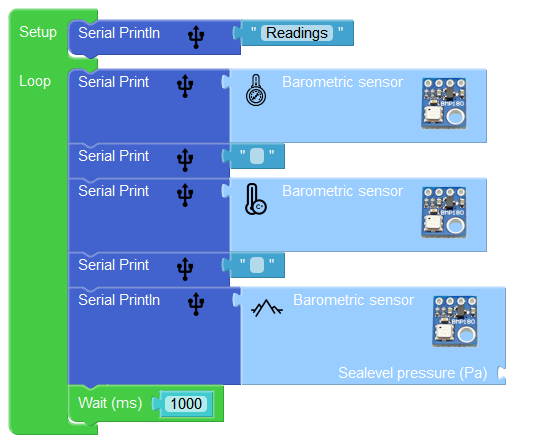 Setup
Serial Println " Readings "
Loop
Serial Print Barometric sensor
BMP180
Serial Print " "
Serial Print Barometric sensor
C°
BMP180
Serial Print " "
Serial Println Barometric sensor
BMP180
Sealevel pressure (Pa)
Wait (ms) 1000